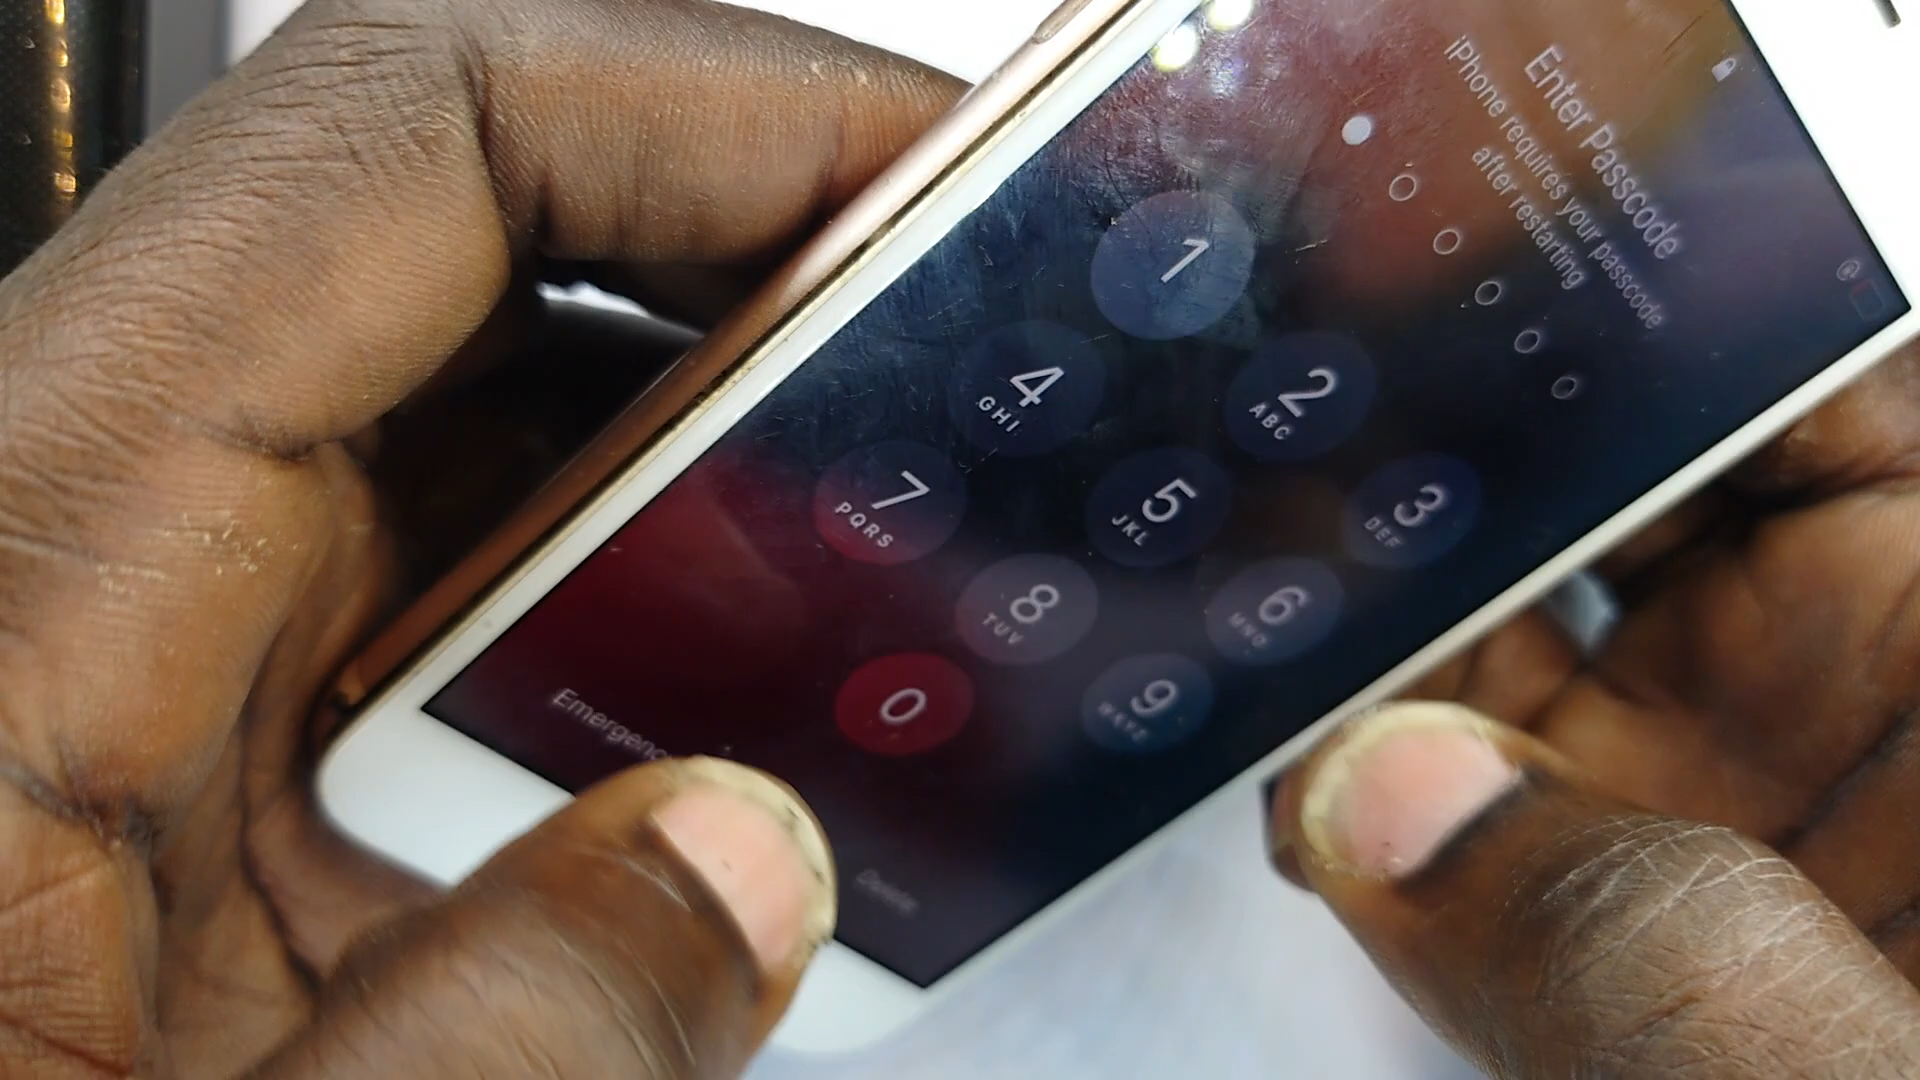 Enter Passcode
iPhone requires your passcode
after restarting
1
2
ABC
3
DEF
4
GHI
5
JKL
6
MNO
7
PQRS
8
TUV
9
WXYZ
0
Delete